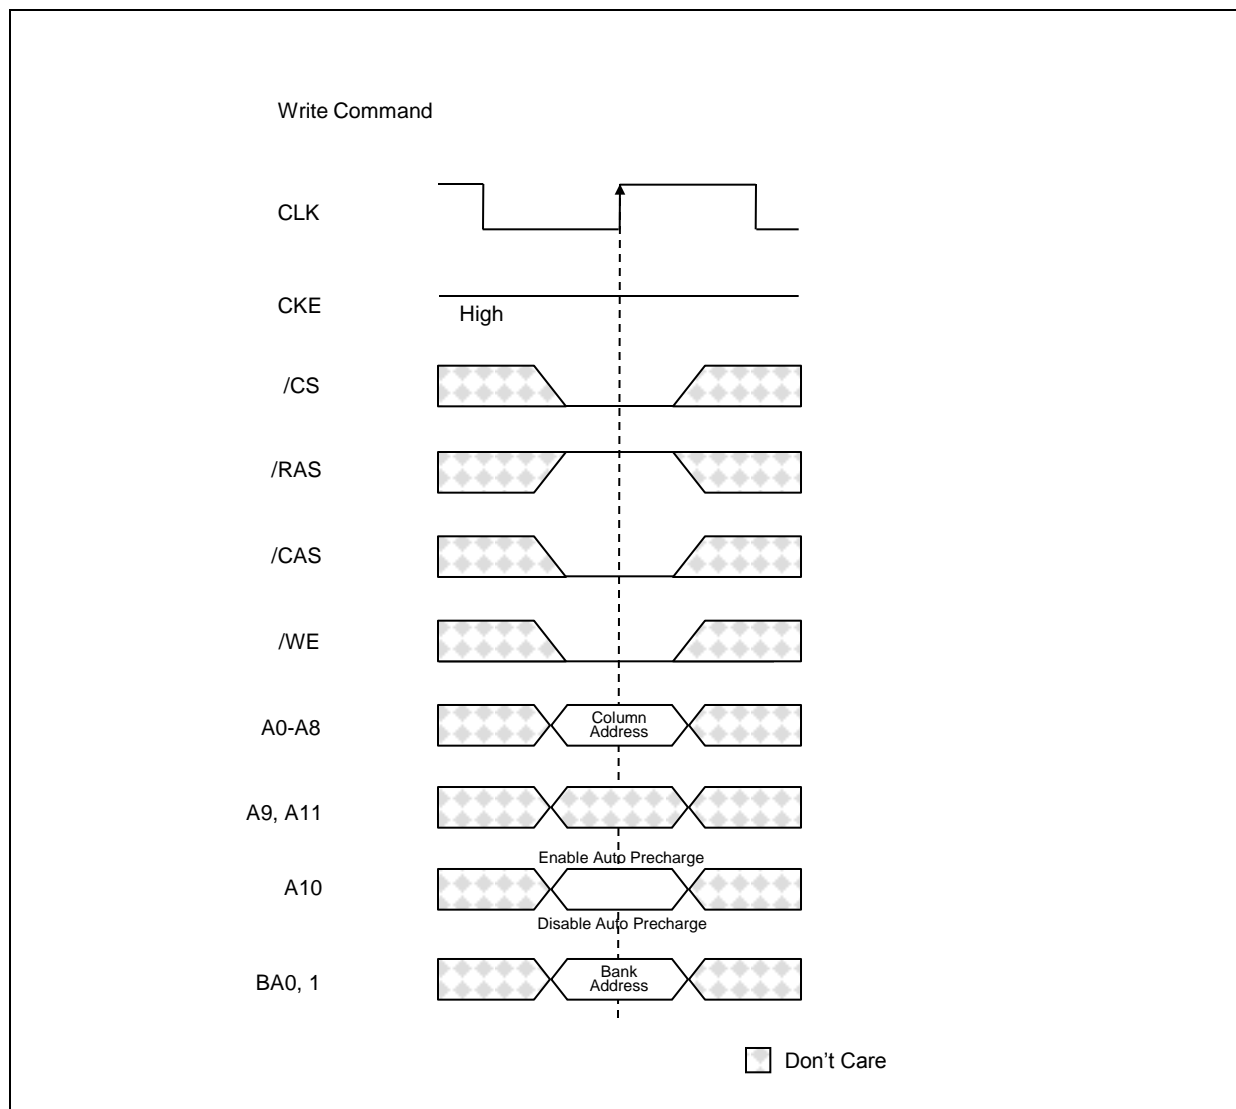 Write Command
CLK
CKE
High
/CS
/RAS
/CAS
/WE
A0-A8
Column
Address
A9, A11
Enable Auto Precharge
A10
Disable Auto Precharge
BA0, 1
Bank
Address
Don't Care